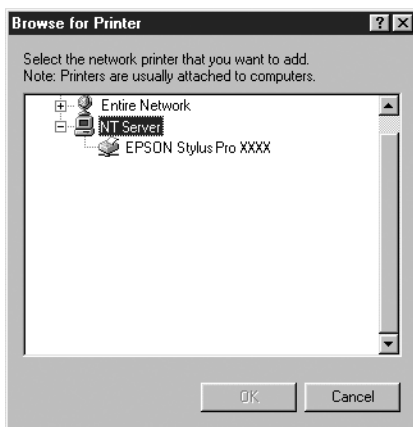 Browse for Printer
Select the network printer that you want to add.
Note: Printers are usually attached to computers.
Entire Network
NT Server
EPSON Stylus Pro XXXX
OK
Cancel